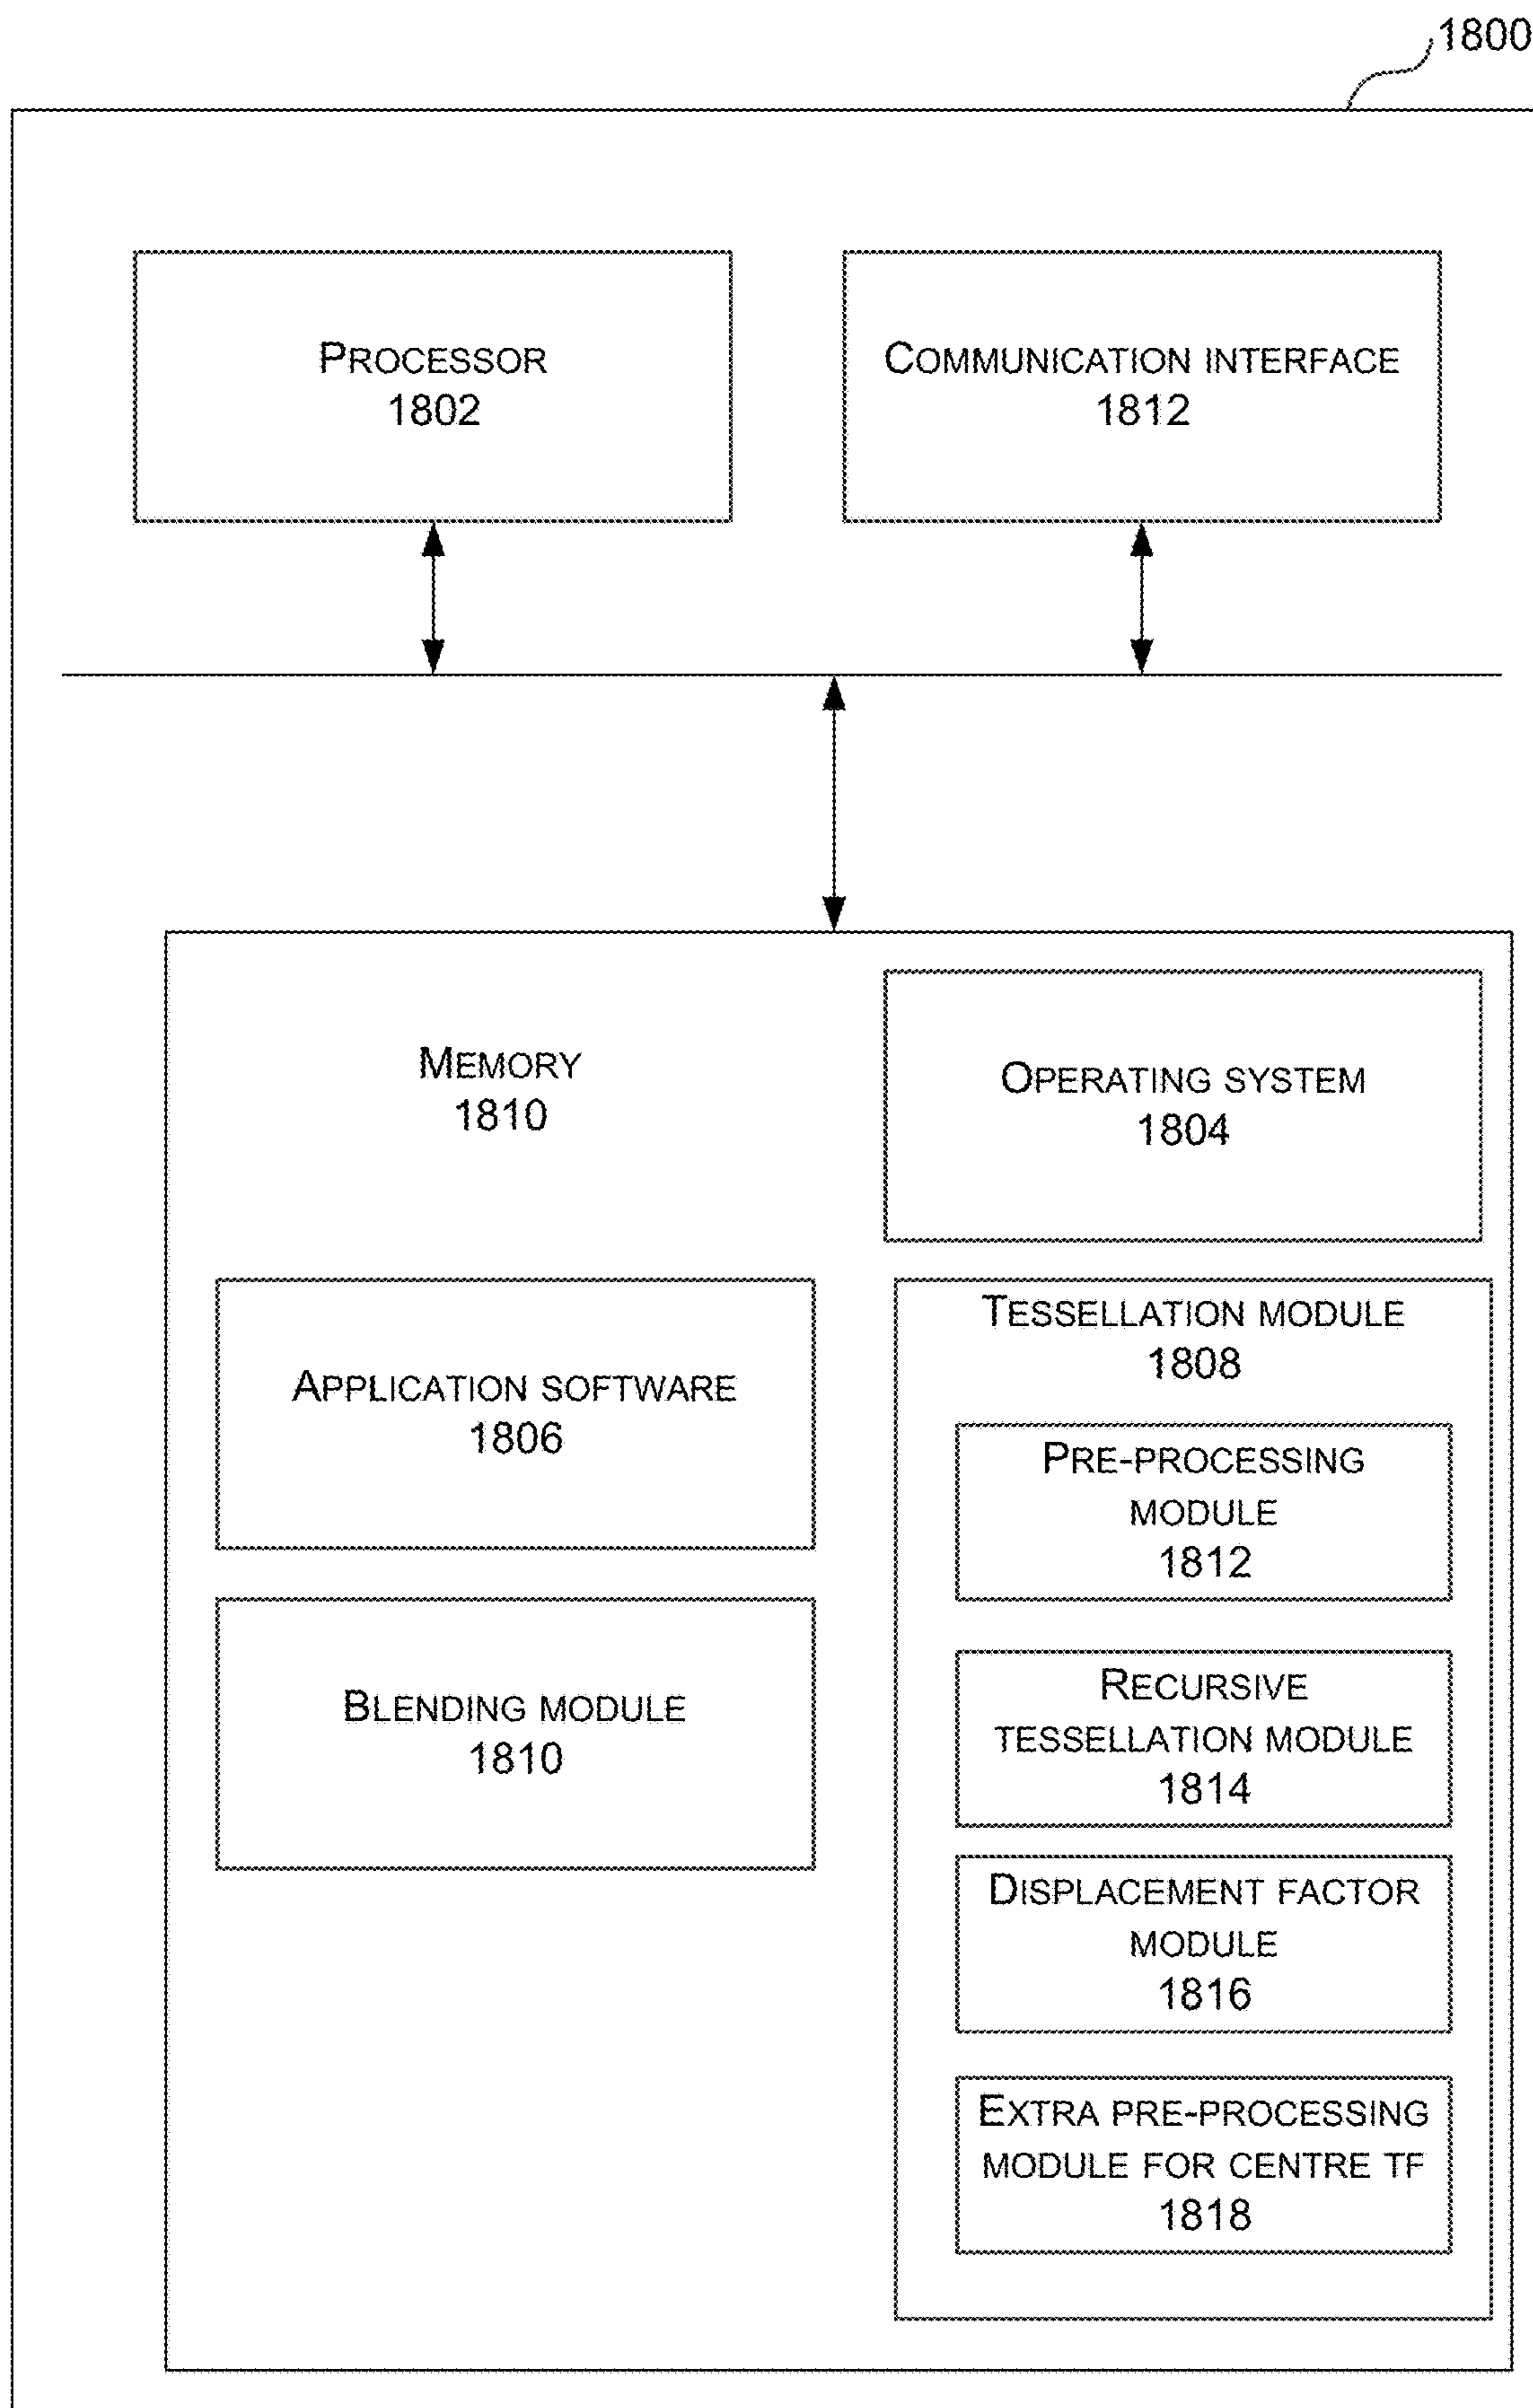 1800
PROCESSOR
1802
COMMUNICATION INTERFACE
1812
MEMORY
1810
OPERATING SYSTEM
1804
APPLICATION SOFTWARE
1806
BLENDING MODULE
1810
TESSELLATION MODULE
1808
PRE-PROCESSING
MODULE
1812
RECURSIVE
TESSELLATION MODULE
1814
DISPLACEMENT FACTOR
MODULE
1816
EXTRA PRE-PROCESSING
MODULE FOR CENTRE TF
1818